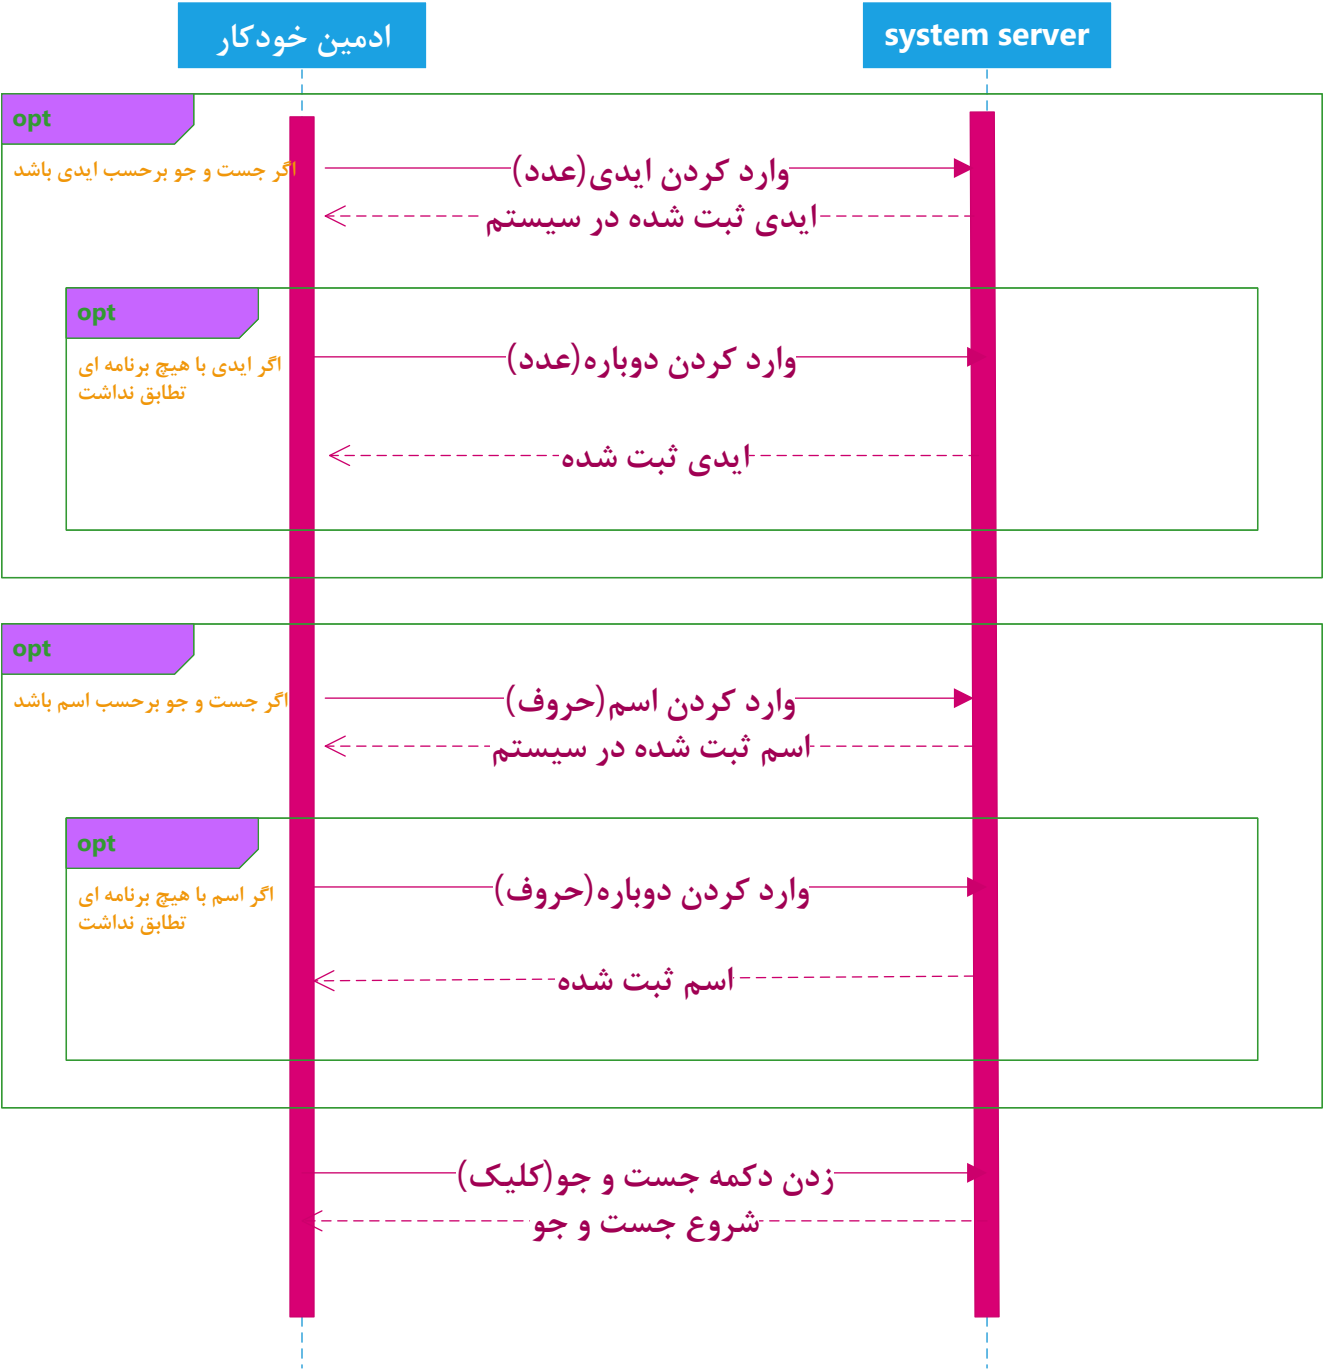 ادمین خودکار
system server
opt
اگر جست و جو برحسب ایدی باشد
وارد کردن ایدی(عدد)
ایدی ثبت شده در سیستم
opt
اگر ایدی با هیچ برنامه ای
تطابق نداشت
وارد کردن دوباره(عدد)
ایدی ثبت شده
opt
اگر جست و جو برحسب اسم باشد
وارد کردن اسم(حروف)
اسم ثبت شده در سیستم
opt
اگر اسم با هیچ برنامه ای
تطابق نداشت
وارد کردن دوباره(حروف)
اسم ثبت شده
زدن دکمه جست و جو(کلیک)
شروع جست و جو